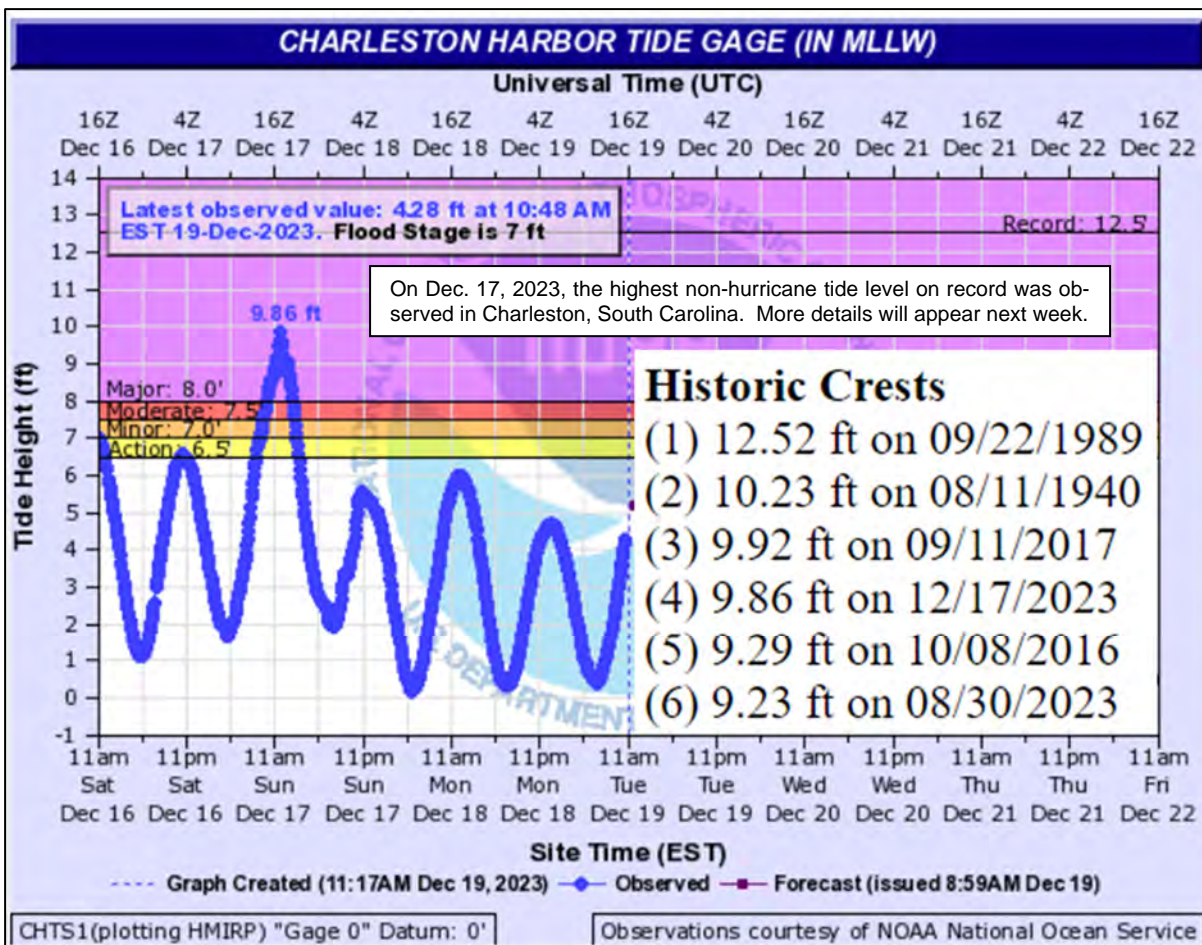 CHARLESTON HARBOR TIDE GAGE (IN MLLW)
Universal Time (UTC)
16Z 4Z 16Z 4Z 16Z 4Z 16Z 4Z 16Z 4Z 16Z 4Z 16Z
Dec 16 Dec 17 Dec 17 Dec 18 Dec 18 Dec 19 Dec 19 Dec 20 Dec 20 Dec 21 Dec 21 Dec 22 Dec 22
Latest observed value: 4.28 ft at 10:48 AM
EST 19-Dec-2023. Flood Stage is 7 ft
Record: 12.5'
On Dec. 17, 2023, the highest non-hurricane tide level on record was ob-
served in Charleston, South Carolina. More details will appear next week.
9.86 ft
Major: 8.0'
Moderate: 7.5'
Minor: 7.0'
Action: 6.5'
Historic Crests
(1) 12.52 ft on 09/22/1989
(2) 10.23 ft on 08/11/1940
(3) 9.92 ft on 09/11/2017
(4) 9.86 ft on 12/17/2023
(5) 9.29 ft on 10/08/2016
(6) 9.23 ft on 08/30/2023
Tide Height (ft)
14
13
12
11
10
9
8
7
6
5
4
3
2
1
0
-1
11am 11pm 11am 11pm 11am 11pm 11am 11pm 11am 11pm 11am 11pm 11am
Sat Sat Sun Sun Mon Mon Tue Tue Wed Wed Thu Thu Fri
Dec 16 Dec 16 Dec 17 Dec 17 Dec 18 Dec 18 Dec 19 Dec 19 Dec 20 Dec 20 Dec 21 Dec 21 Dec 22
Site Time (EST)
Graph Created (11:17AM Dec 19, 2023) Observed Forecast (issued 8:59AM Dec 19)
CHTS1(plotting HMIRP) "Gage 0" Datum: 0'
Observations courtesy of NOAA National Ocean Service